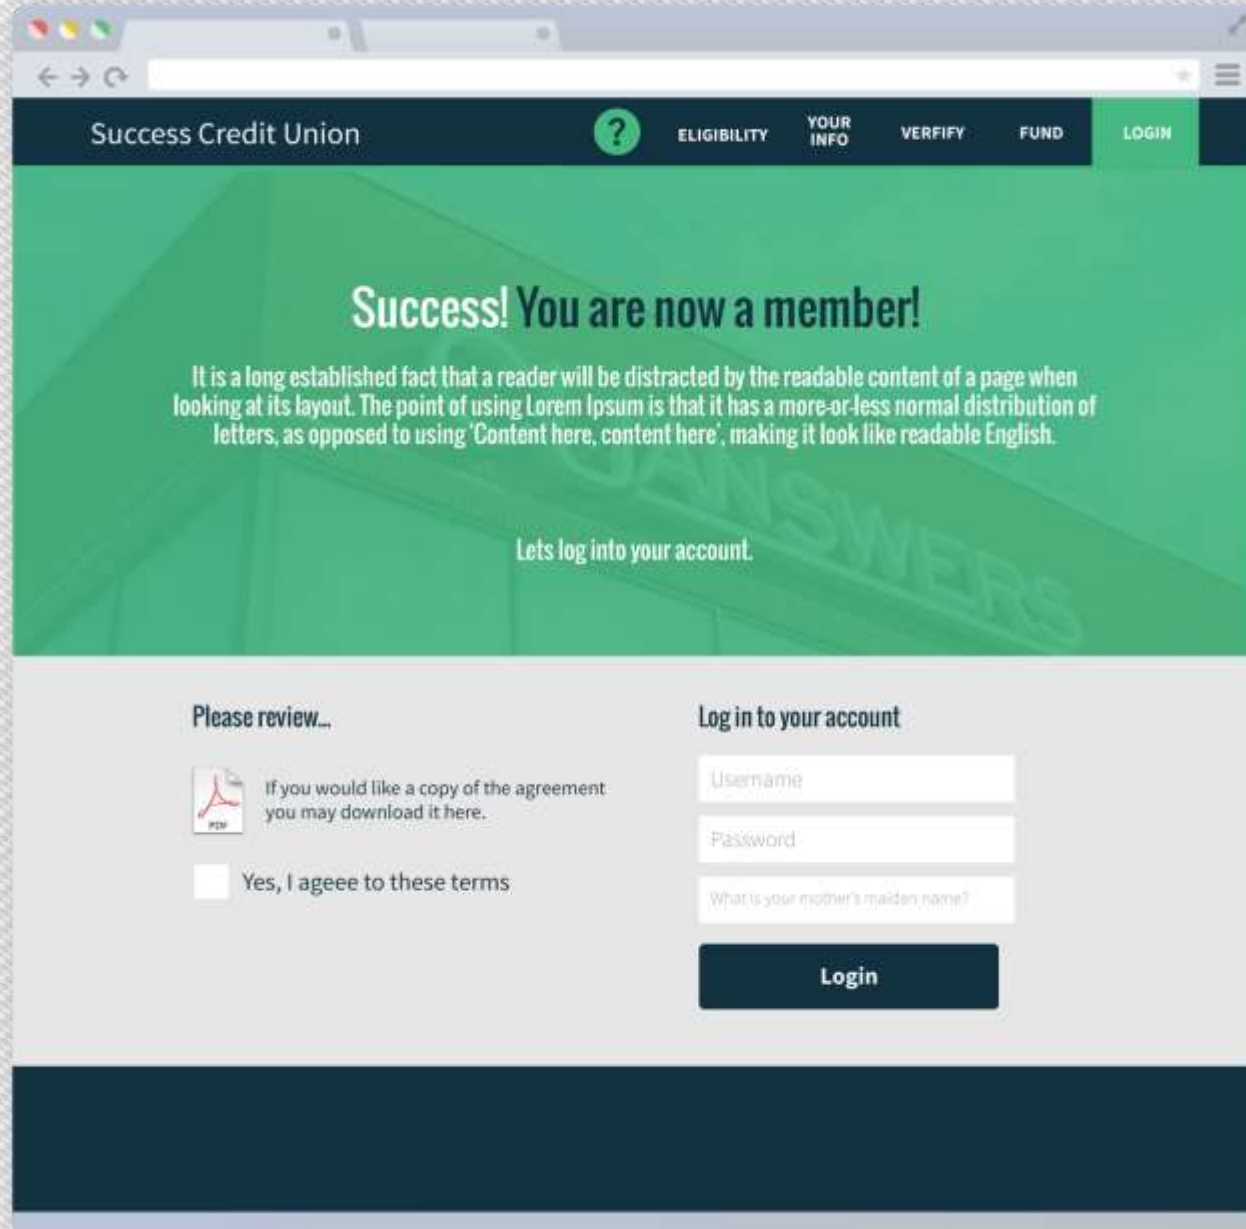 Success Credit Union
?
ELIGIBILITY
YOUR
INFO
VERFIFY
FUND
LOGIN
Success! You are now a member!
It is a long established fact that a reader will be distracted by the readable content of a page when
looking at its layout. The point of using Lorem Ipsum is that it has a more-or-less normal distribution of
letters, as opposed to using 'Content here, content here', making it look like readable English.
ANSWERS
Lets log into your account.
Please review...
PDF
If you would like a copy of the agreement
you may download it here.
Yes, I ageee to these terms
Log in to your account
Username
Password
What is your mother's maiden name?
Login